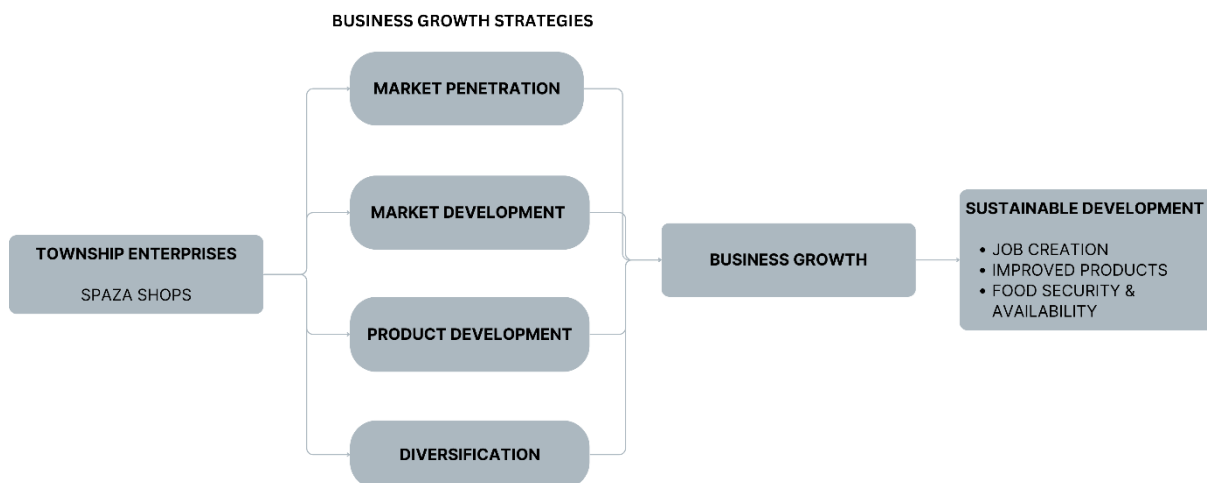 BUSINESS GROWTH STRATEGIES
MARKET PENETRATION
MARKET DEVELOPMENT
TOWNSHIP ENTERPRISES
SPAZA SHOPS
PRODUCT DEVELOPMENT
DIVERSIFICATION
BUSINESS GROWTH
SUSTAINABLE DEVELOPMENT
• JOB CREATION
• IMPROVED PRODUCTS
• FOOD SECURITY &
AVAILABILITY